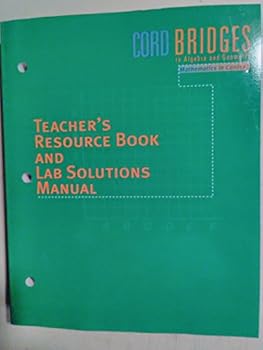 CORD BRIDGES
to Algebra and Geometry
Mathematics in Context
TEACHER'S
RESOURCE BOOK
AND
LAB SOLUTIONS
MANUAL